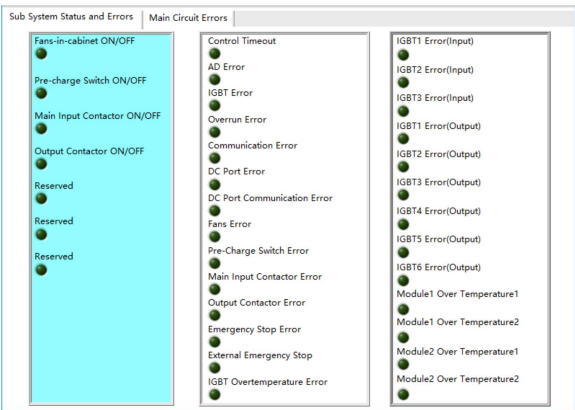 Sub System Status and Errors
Main Circuit Errors
Fans-in-cabinet ON/OFF
Pre-charge Switch ON/OFF
Main Input Contactor ON/OFF
Output Contactor ON/OFF
Reserved
Reserved
Reserved
Control Timeout
AD Error
IGBT Error
Overrun Error
Communication Error
DC Port Error
DC Port Communication Error
Fans Error
Pre-Charge Switch Error
Main Input Contactor Error
Output Contactor Error
Emergency Stop Error
External Emergency Stop
IGBT Overtemperature Error
IGBT1 Error(Input)
IGBT2 Error(Input)
IGBT3 Error(Input)
IGBT1 Error(Output)
IGBT2 Error(Output)
IGBT3 Error(Output)
IGBT4 Error(Output)
IGBT5 Error(Output)
IGBT6 Error(Output)
Module1 Over Temperature1
Module1 Over Temperature2
Module2 Over Temperature1
Module2 Over Temperature2